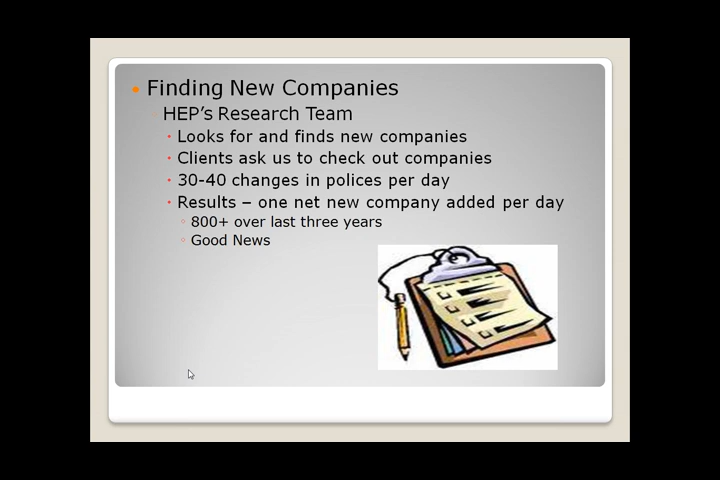 Finding New Companies
HEP's Research Team
Looks for and finds new companies
Clients ask us to check out companies
30-40 changes in polices per day
Results – one net new company added per day
800+ over last three years
Good News